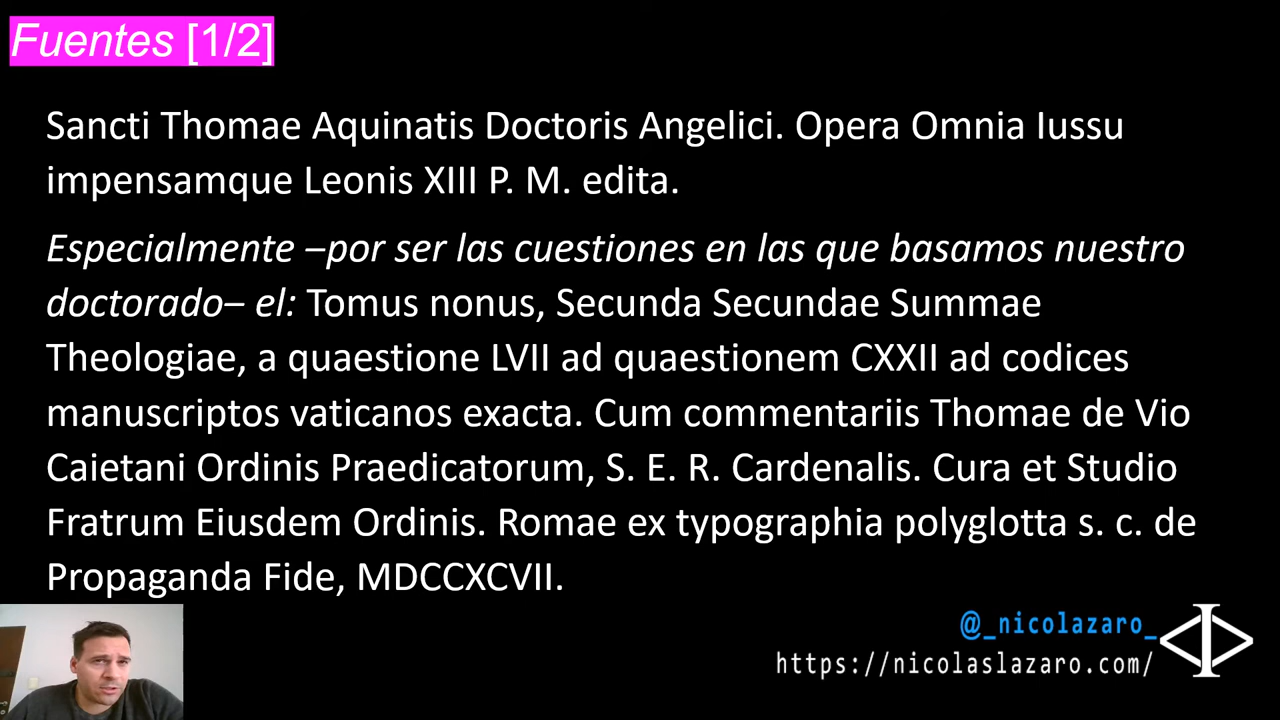 Fuentes [1/2]
Sancti Thomae Aquinatis Doctoris Angelici. Opera Omnia Iussu
impensamque Leonis XIII P. M. edita.
Especialmente –por ser las cuestiones en las que basamos nuestro
doctorado– el: Tomus nonus, Secunda Secundae Summae
Theologiae, a quaestione LVII ad quaestionem CXXII ad codices
manuscriptos vaticanos exacta. Cum commentariis Thomae de Vio
Caietani Ordinis Praedicatorum, S. E. R. Cardenalis. Cura et Studio
Fratrum Eiusdem Ordinis. Romae ex typographia polyglotta s. c. de
Propaganda Fide, MDCCXCVII.
@_nicolazaro_
https://nicolaslazaro.com/